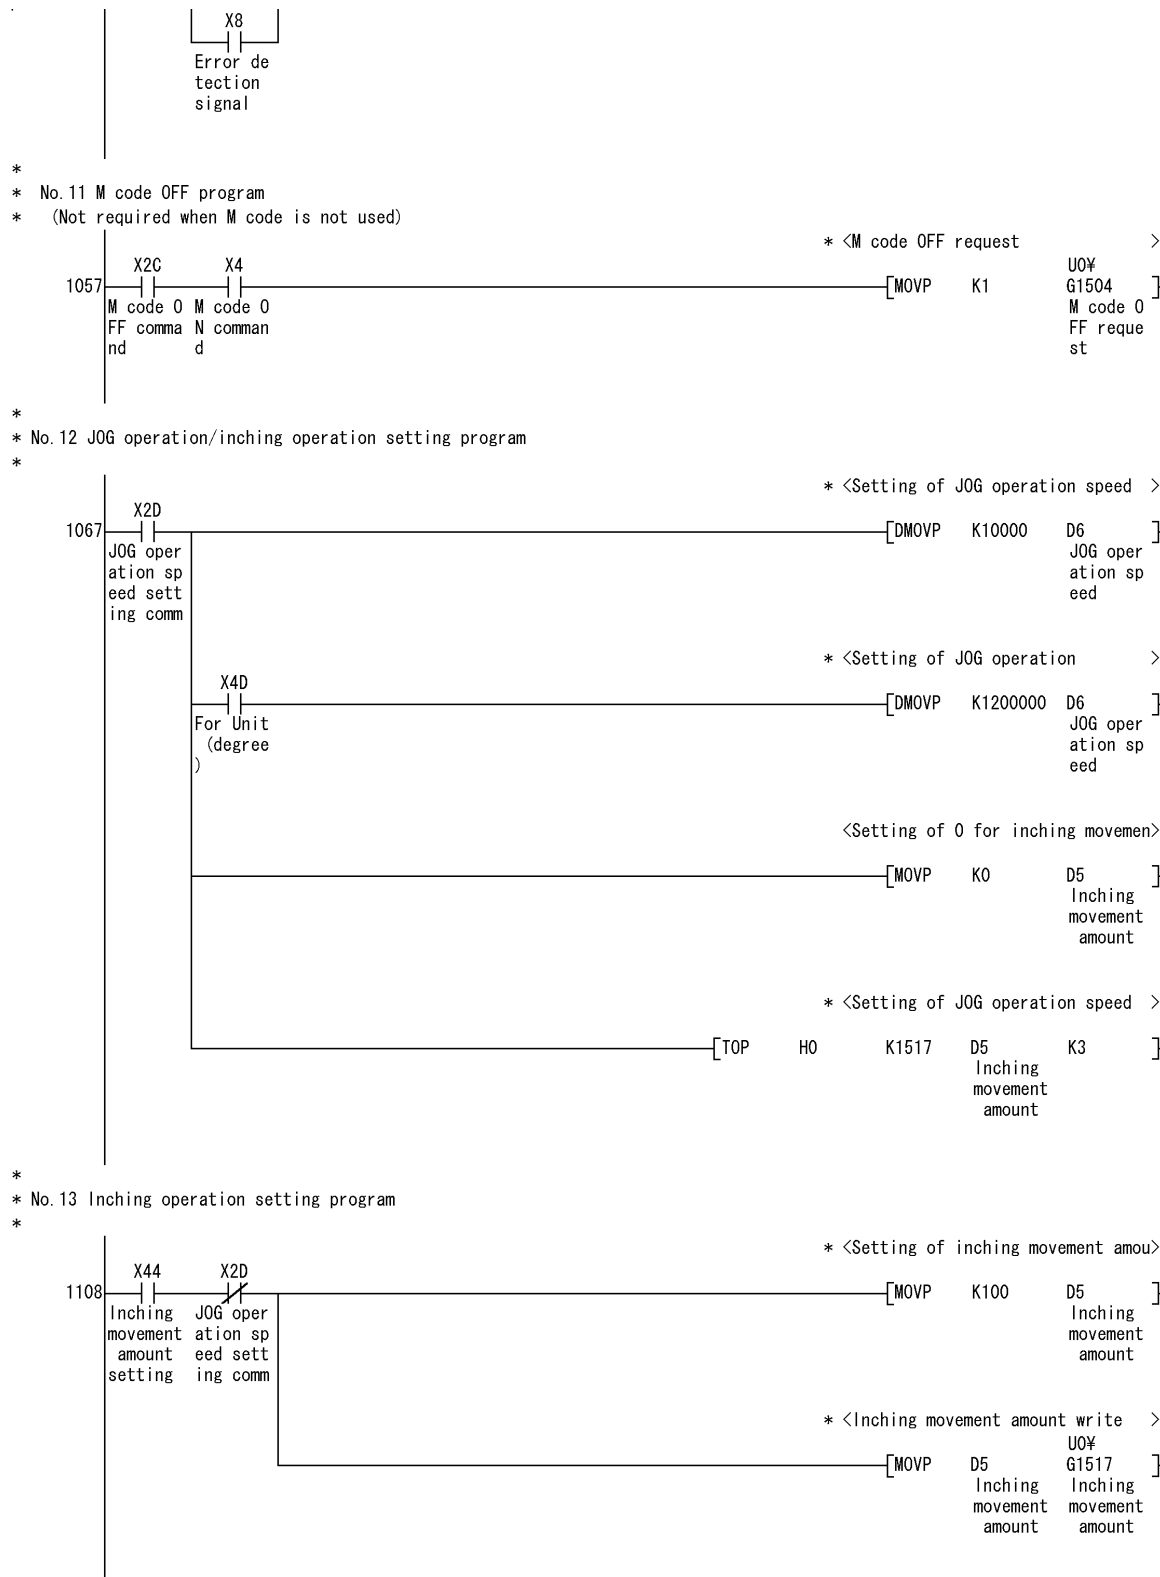 X8
Error de
tection
signal
*
* No.11 M code OFF program
* (Not required when M code is not used)
* <M code OFF request >
X2C X4 U0¥
1057 MOVP K1 G1504
M code O M code O M code O
FF comma N comman FF reque
nd d st
*
* No.12 JOG operation/inching operation setting program
*
* <Setting of JOG operation speed >
X2D
1067 DMOVP K10000 D6
JOG oper JOG oper
ation sp ation sp
eed sett eed
ing comm
* <Setting of JOG operation >
X4D
DMOVP K1200000 D6
For Unit JOG oper
(degree ation sp
) eed
<Setting of 0 for inching movemen>
MOVP K0 D5
Inching
movement
amount
* <Setting of JOG operation speed >
TOP H0 K1517 D5 K3
Inching
movement
amount
*
* No.13 Inching operation setting program
*
* <Setting of inching movement amou>
X44 X2D
1108 MOVP K100 D5
Inching JOG oper Inching
movement ation sp movement
amount eed sett amount
setting ing comm
* <Inching movement amount write >
U0¥
MOVP D5 G1517
Inching Inching
movement movement
amount amount